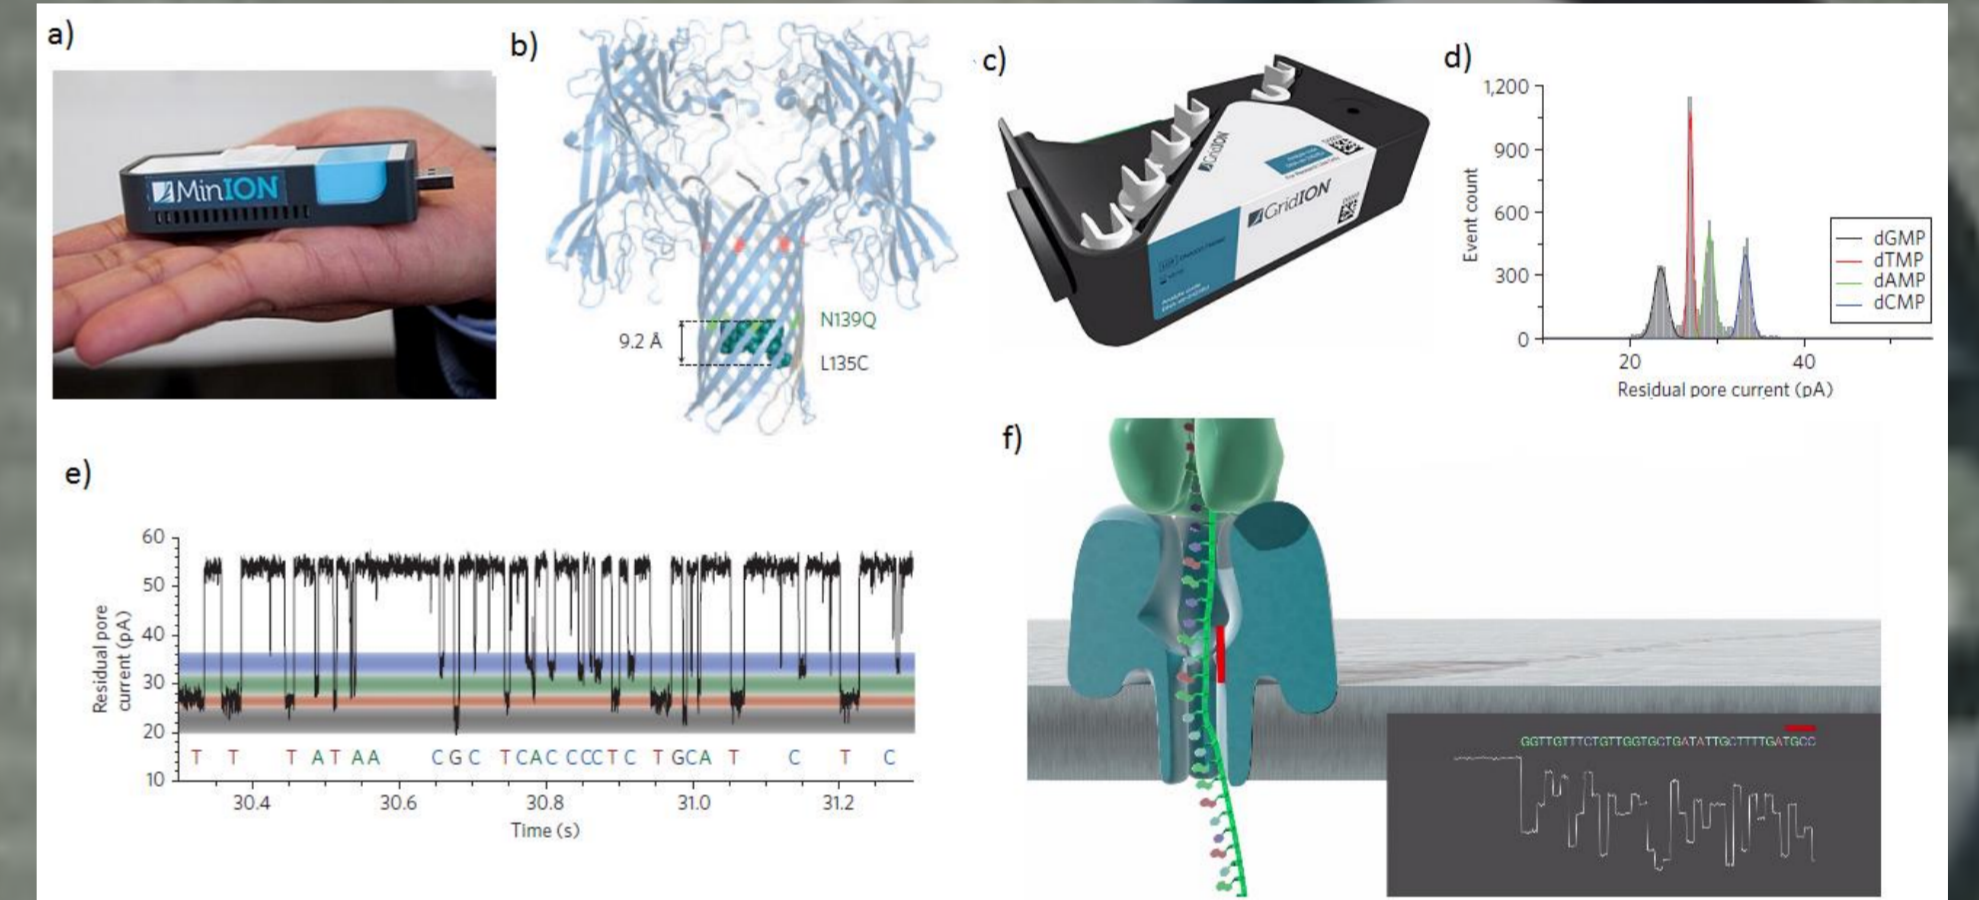 a)
MinION
b)
N139Q
9.2 Å
L135C
c)
GridION
GridION
d)
1,200
900
600
300
0
Event count
20
40
Residual pore current (pA)
dGMP
dTMP
dAMP
dCMP
e)
60
50
40
30
20
10
Residual pore
current (pA)
T T T A T A A C G C T C A C C C C T C T G C A T C T C
30.4 30.6 30.8 31.0 31.2
Time (s)
f)
GGTTGTTTCTGTTGGTGCTGATATTGCTTTTGATGCC